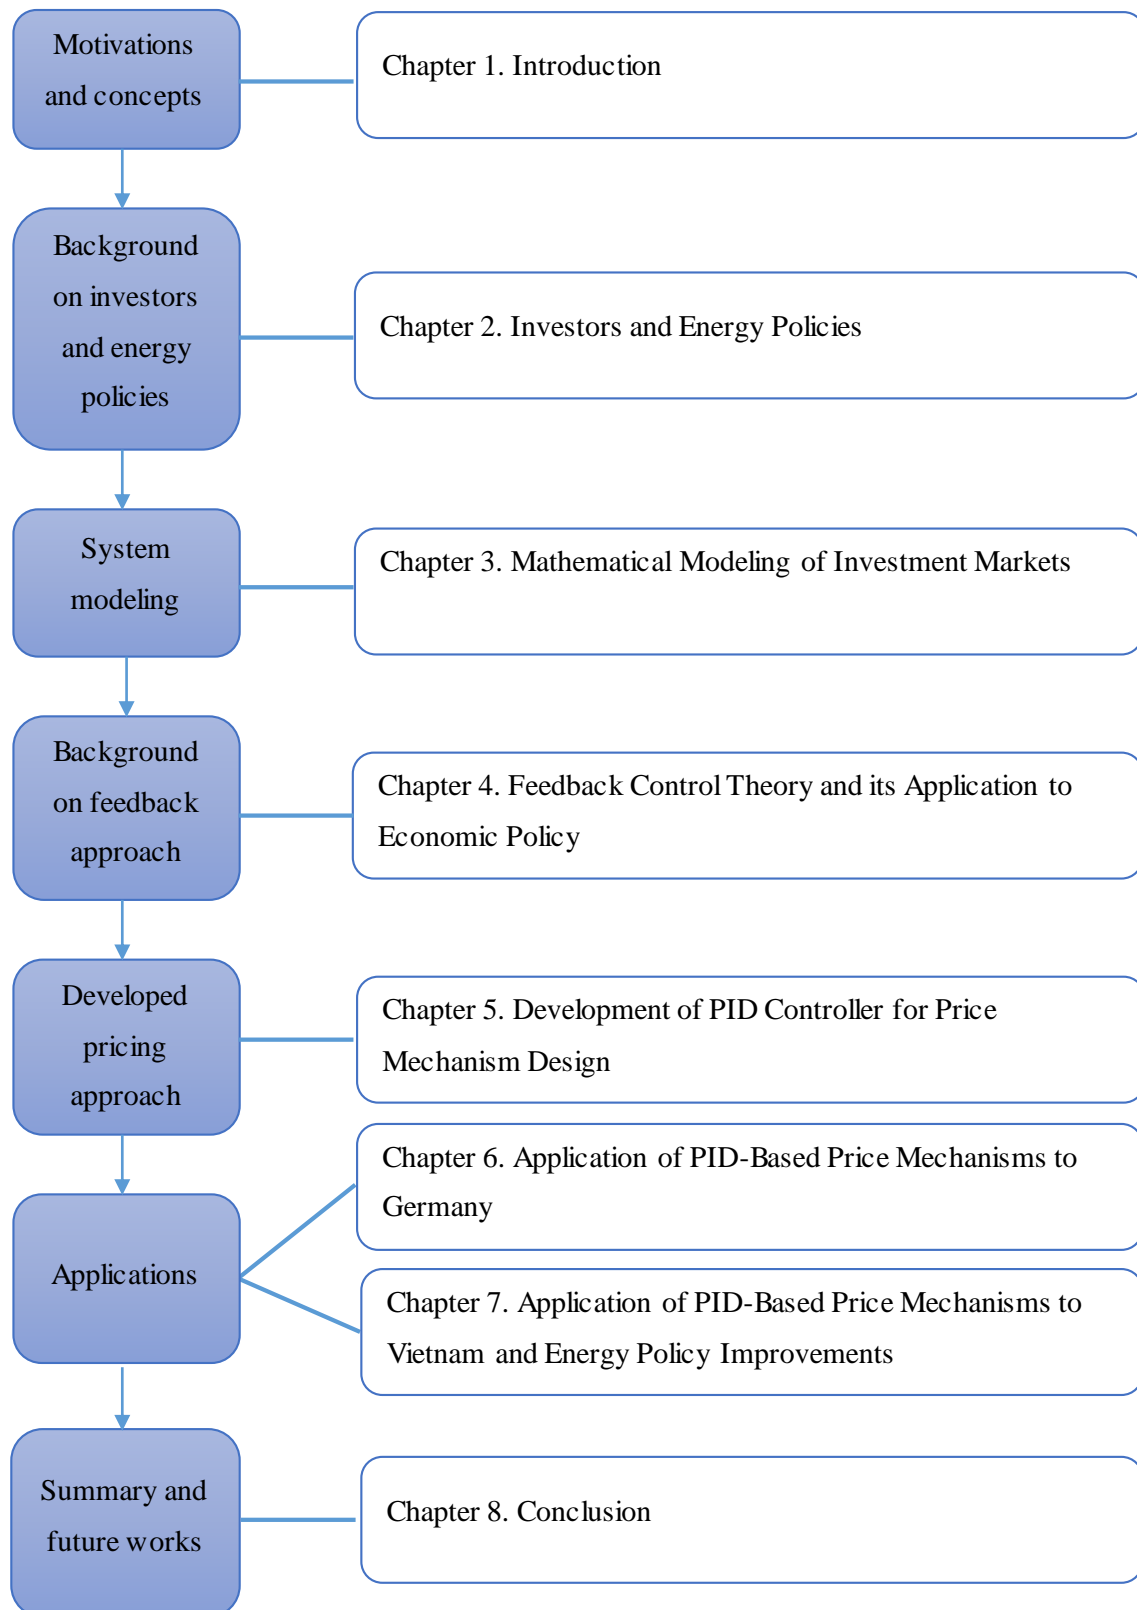 Motivations
and concepts
Chapter 1. Introduction
Background
on investors
and energy
policies
Chapter 2. Investors and Energy Policies
System
modeling
Chapter 3. Mathematical Modeling of Investment Markets
Background
on feedback
approach
Chapter 4. Feedback Control Theory and its Application to
Economic Policy
Developed
pricing
approach
Chapter 5. Development of PID Controller for Price
Mechanism Design
Applications
Chapter 6. Application of PID-Based Price Mechanisms to
Germany
Chapter 7. Application of PID-Based Price Mechanisms to
Vietnam and Energy Policy Improvements
Summary and
future works
Chapter 8. Conclusion